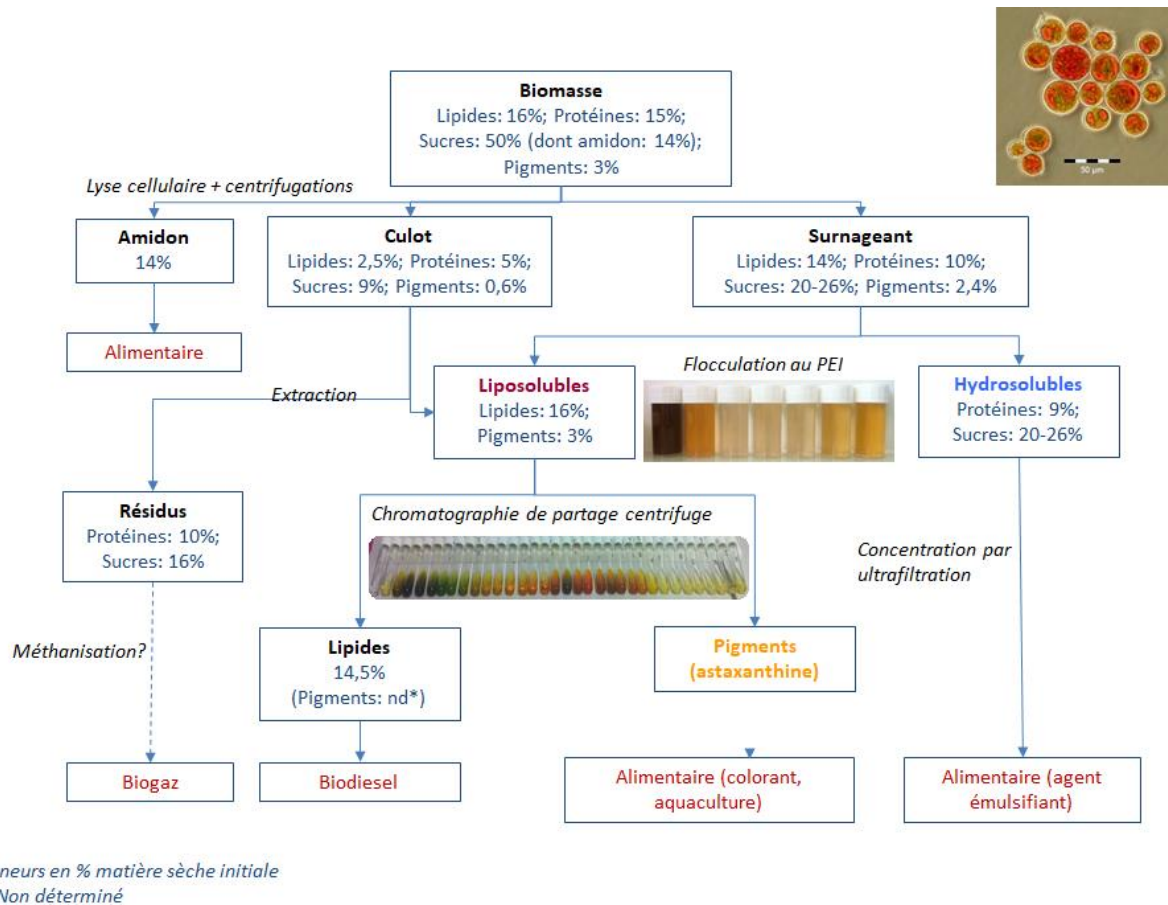 50 µm
Biomasse
Lipides: 16%; Protéines: 15%;
Sucres: 50% (dont amidon: 14%);
Pigments: 3%
Lyse cellulaire + centrifugations
Amidon
14%
Culot
Lipides: 2,5%; Protéines: 5%;
Sucres: 9%; Pigments: 0,6%
Surnageant
Lipides: 14%; Protéines: 10%;
Sucres: 20-26%; Pigments: 2,4%
Alimentaire
Extraction
Liposolubles
Lipides: 16%;
Pigments: 3%
Flocculation au PEI
Hydrosolubles
Protéines: 9%;
Sucres: 20-26%
Résidus
Protéines: 10%;
Sucres: 16%
Chromatographie de partage centrifuge
Concentration par
ultrafiltration
Méthanisation?
Lipides
14,5%
(Pigments: nd*)
Pigments
(astaxanthine)
Biogaz
Biodiesel
Alimentaire (colorant,
aquaculture)
Alimentaire (agent
émulsifiant)
neurs en % matière sèche initiale
Non déterminé